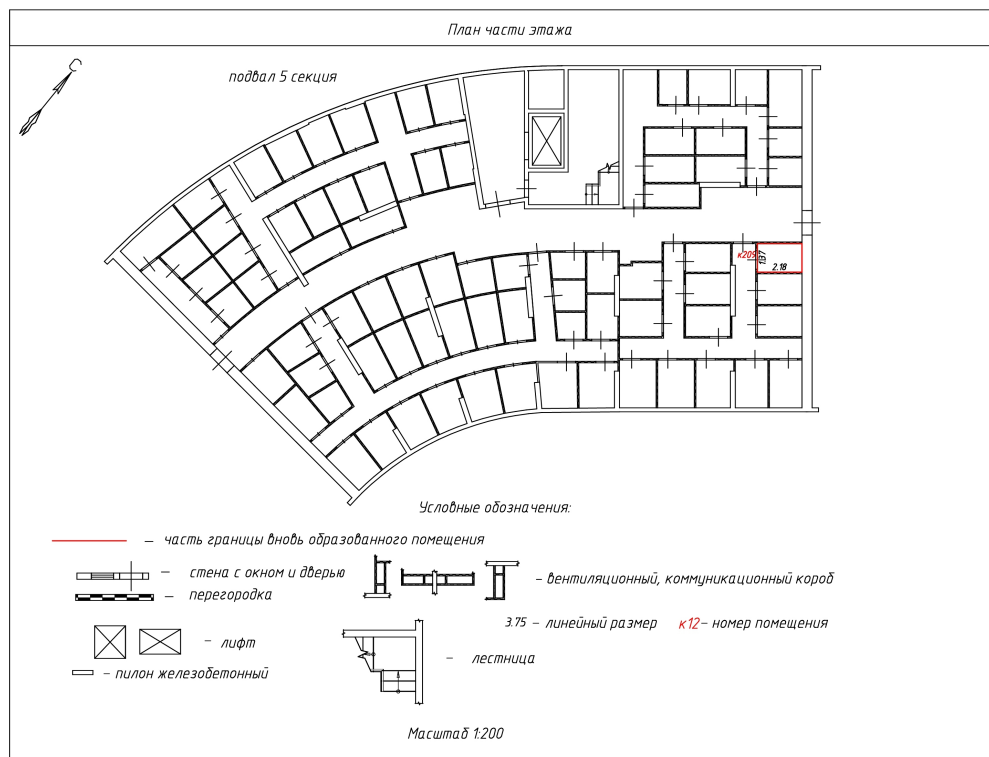 План части этажа
С
подвал 5 секция
к209
1.37
2.18
Условные обозначения:
– часть границы вновь образованного помещения
– стена с окном и дверью
– перегородка
– вентиляционный, коммуникационный короб
3.75 – линейный размер к12 – номер помещения
– лифт
– лестница
– пилон железобетонный
Масштаб 1:200